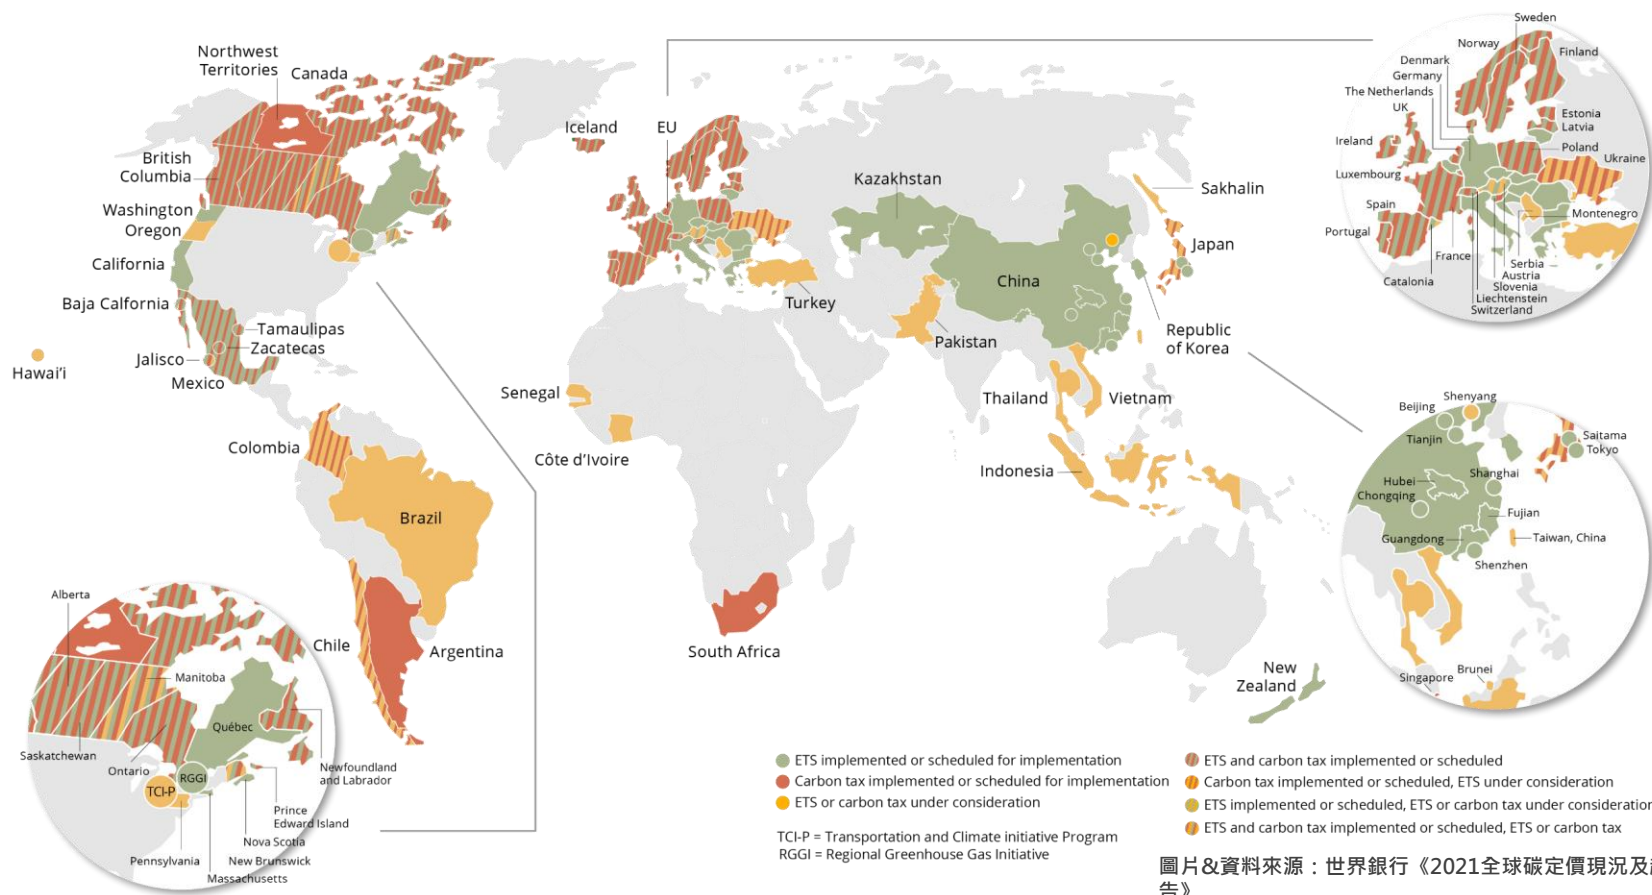 Northwest
Territories
Canada
British
Columbia
Washington
Oregon
California
Baja Calfornia
Tamaulipas
Zacatecas
Jalisco
Mexico
Hawai'i
Iceland
EU
Kazakhstan
Sakhalin
Japan
China
Turkey
Pakistan
Republic
of Korea
Senegal
Côte d'Ivoire
Thailand
Vietnam
Indonesia
Colombia
Brazil
Chile
Argentina
South Africa
New
Zealand
Sweden
Norway
Finland
Denmark
Germany
The Netherlands
UK
Estonia
Latvia
Ireland
Poland
Ukraine
Luxembourg
Spain
Montenegro
Portugal
France
Serbia
Catalonia
Austria
Slovenia
Liechtenstein
Switzerland
Shenyang
Beijing
Tianjin
Saitama
Tokyo
Shanghai
Hubei
Chongqing
Fujian
Guangdong
Taiwan, China
Shenzhen
Brunei
Singapore
Alberta
Manitoba
Québec
Saskatchewan
Ontario
RGGI
TCI-P
Newfoundland
and Labrador
Prince
Edward Island
Nova Scotia
Pennsylvania
New Brunswick
Massachusetts
ETS implemented or scheduled for implementation
Carbon tax implemented or scheduled for implementation
ETS or carbon tax under consideration
TCI-P = Transportation and Climate initiative Program
RGGI = Regional Greenhouse Gas Initiative
ETS and carbon tax implemented or scheduled
Carbon tax implemented or scheduled, ETS under consideration
ETS implemented or scheduled, ETS or carbon tax under consideration
ETS and carbon tax implemented or scheduled, ETS or carbon tax
圖片&資料來源：世界銀行《2021全球碳定價現況及
告》